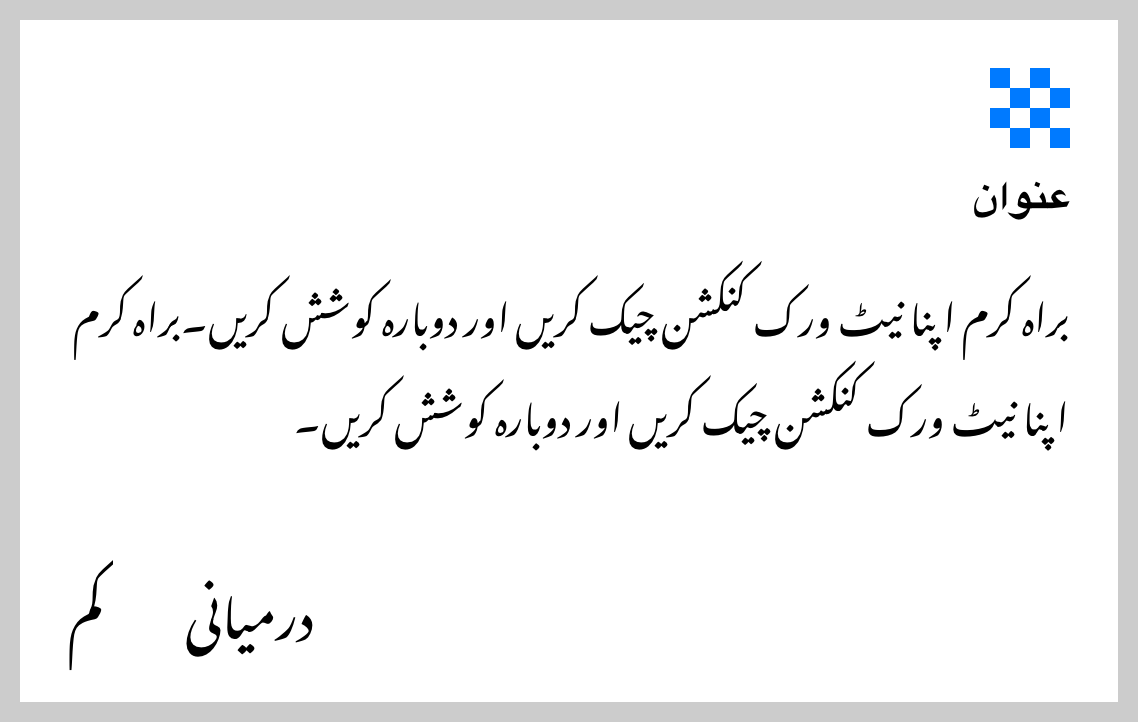 عنوان
براہ کرم اپنا نیٹ ورک کنکشن چیک کریں اور دوبارہ کوشش کریں۔براہ کرم
اپنا نیٹ ورک کنکشن چیک کریں اور دوبارہ کوشش کریں۔
درمیانی کم